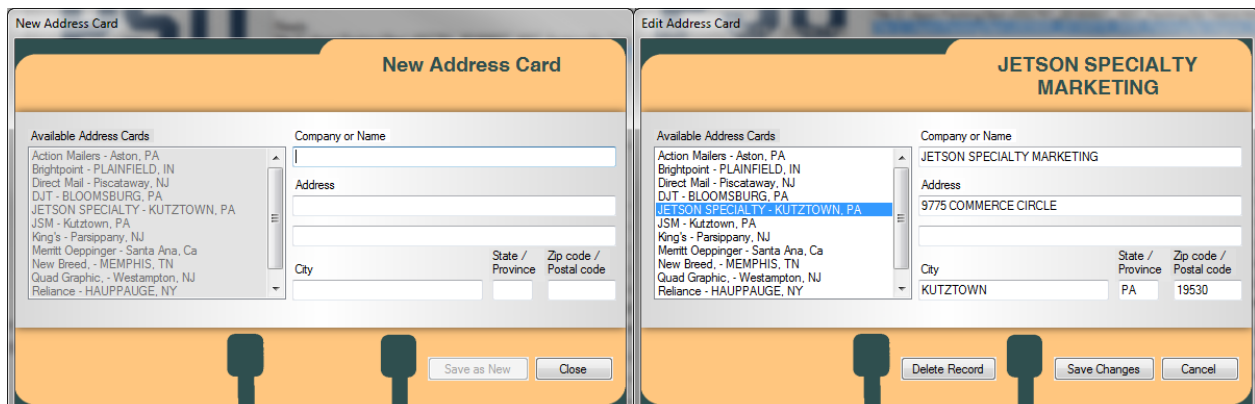 New Address Card
New Address Card
Available Address Cards
Action Mailers - Aston, PA
Brightpoint - PLAINFIELD, IN
Direct Mail - Piscataway, NJ
DJT - BLOOMSBURG, PA
JETSON SPECIALTY - KUTZTOWN, PA
JSM - Kutztown, PA
King's - Parsippany, NJ
Merritt Oeppinger - Santa Ana, Ca
New Breed, - MEMPHIS, TN
Quad Graphic, - Westampton, NJ
Reliance - HAUPPAUGE, NY
Company or Name
Address
City
State /
Province
Zip code /
Postal code
Save as New
Close
Edit Address Card
JETSON SPECIALTY
MARKETING
Available Address Cards
Action Mailers - Aston, PA
Brightpoint - PLAINFIELD, IN
Direct Mail - Piscataway, NJ
DJT - BLOOMSBURG, PA
JETSON SPECIALTY - KUTZTOWN, PA
JSM - Kutztown, PA
King's - Parsippany, NJ
Merritt Oeppinger - Santa Ana, Ca
New Breed, - MEMPHIS, TN
Quad Graphic, - Westampton, NJ
Reliance - HAUPPAUGE, NY
Company or Name
JETSON SPECIALTY MARKETING
Address
9775 COMMERCE CIRCLE
City
KUTZTOWN
State /
Province
PA
Zip code /
Postal code
19530
Delete Record
Save Changes
Cancel